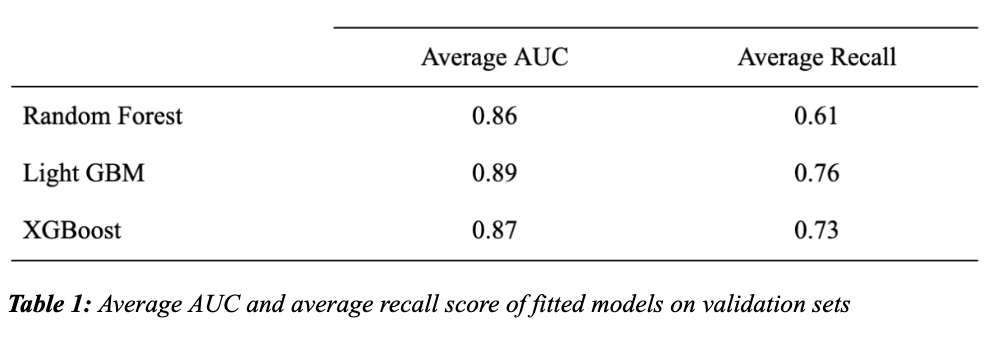 Average AUC Average Recall
Random Forest 0.86 0.61
Light GBM 0.89 0.76
XGBoost 0.87 0.73
Table 1: Average AUC and average recall score of fitted models on validation sets